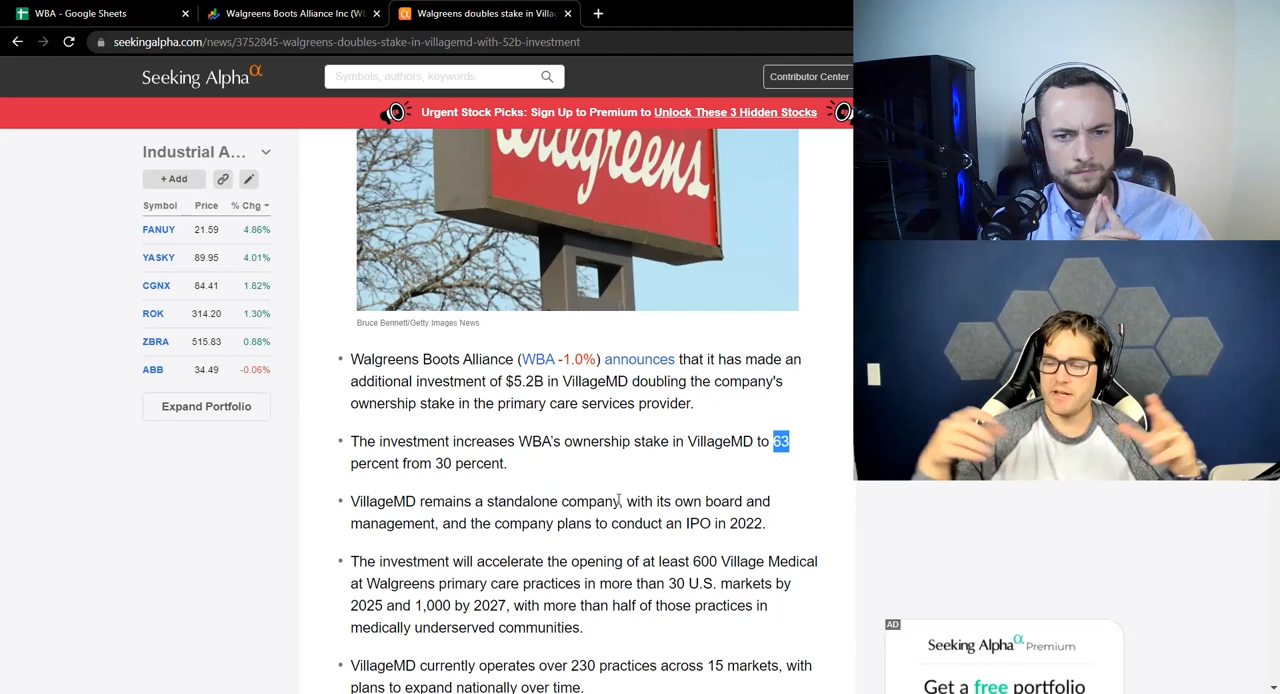 WBA - Google Sheets
Walgreens Boots Alliance Inc (W
Walgreens doubles stake in Villa
seekingalpha.com/news/3752845-walgreens-doubles-stake-in-villagemd-with-52b-investment
Seeking Alpha α
Symbols, authors, keywords
Contributor Center
Urgent Stock Picks: Sign Up to Premium to Unlock These 3 Hidden Stocks
Industrial A...
+ Add
Symbol Price % Chg
FANUY 21.59 4.86%
YASKY 89.95 4.01%
CGNX 84.41 1.82%
ROK 314.20 1.30%
ZBRA 515.83 0.88%
ABB 34.49 -0.06%
Expand Portfolio
Walgreens
Bruce Bennett/Getty Images News
• Walgreens Boots Alliance (WBA -1.0%) announces that it has made an
additional investment of $5.2B in VillageMD doubling the company's
ownership stake in the primary care services provider.
• The investment increases WBA's ownership stake in VillageMD to 63
percent from 30 percent.
• VillageMD remains a standalone company, with its own board and
management, and the company plans to conduct an IPO in 2022.
• The investment will accelerate the opening of at least 600 Village Medical
at Walgreens primary care practices in more than 30 U.S. markets by
2025 and 1,000 by 2027, with more than half of those practices in
medically underserved communities.
• VillageMD currently operates over 230 practices across 15 markets, with
plans to expand nationally over time.
AD
Seeking Alpha α Premium
Get a free portfolio